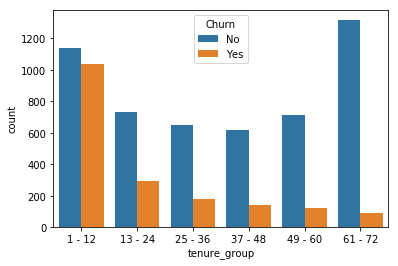 Churn
No
Yes
1200
1000
800
600
400
200
0
count
1 - 12 13 - 24 25 - 36 37 - 48 49 - 60 61 - 72
tenure_group